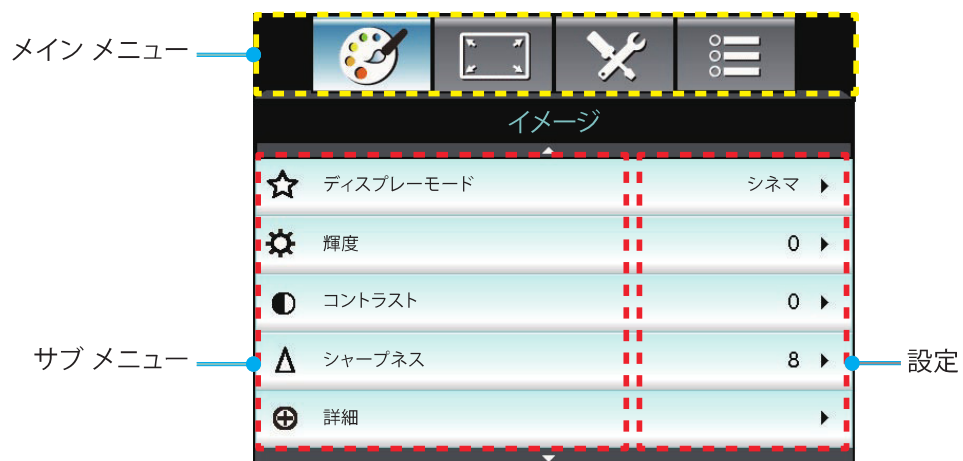 メイン メニュー
イメージ
ディスプレーモード シネマ
輝度 0
コントラスト 0
サブ メニュー シャープネス 8 設定
詳細